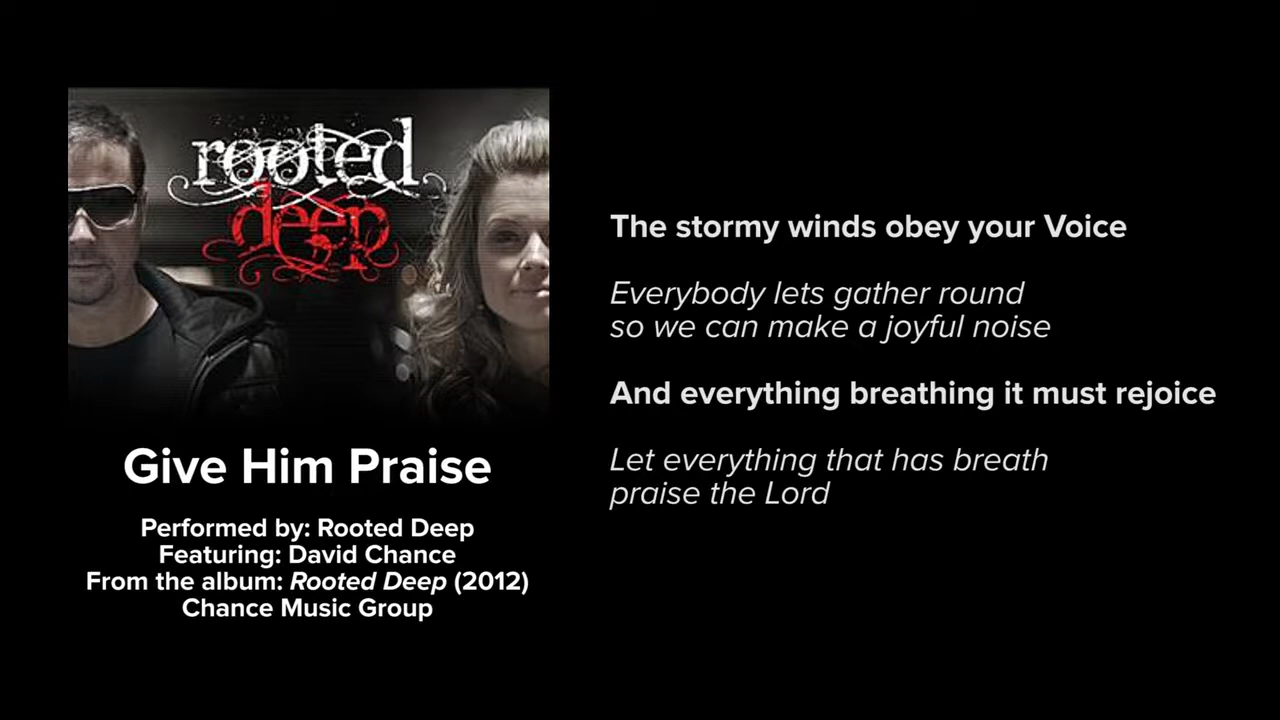 rooted
deep
Give Him Praise
Performed by: Rooted Deep
Featuring: David Chance
From the album: Rooted Deep (2012)
Chance Music Group
The stormy winds obey your Voice
Everybody lets gather round
so we can make a joyful noise
And everything breathing it must rejoice
Let everything that has breath
praise the Lord